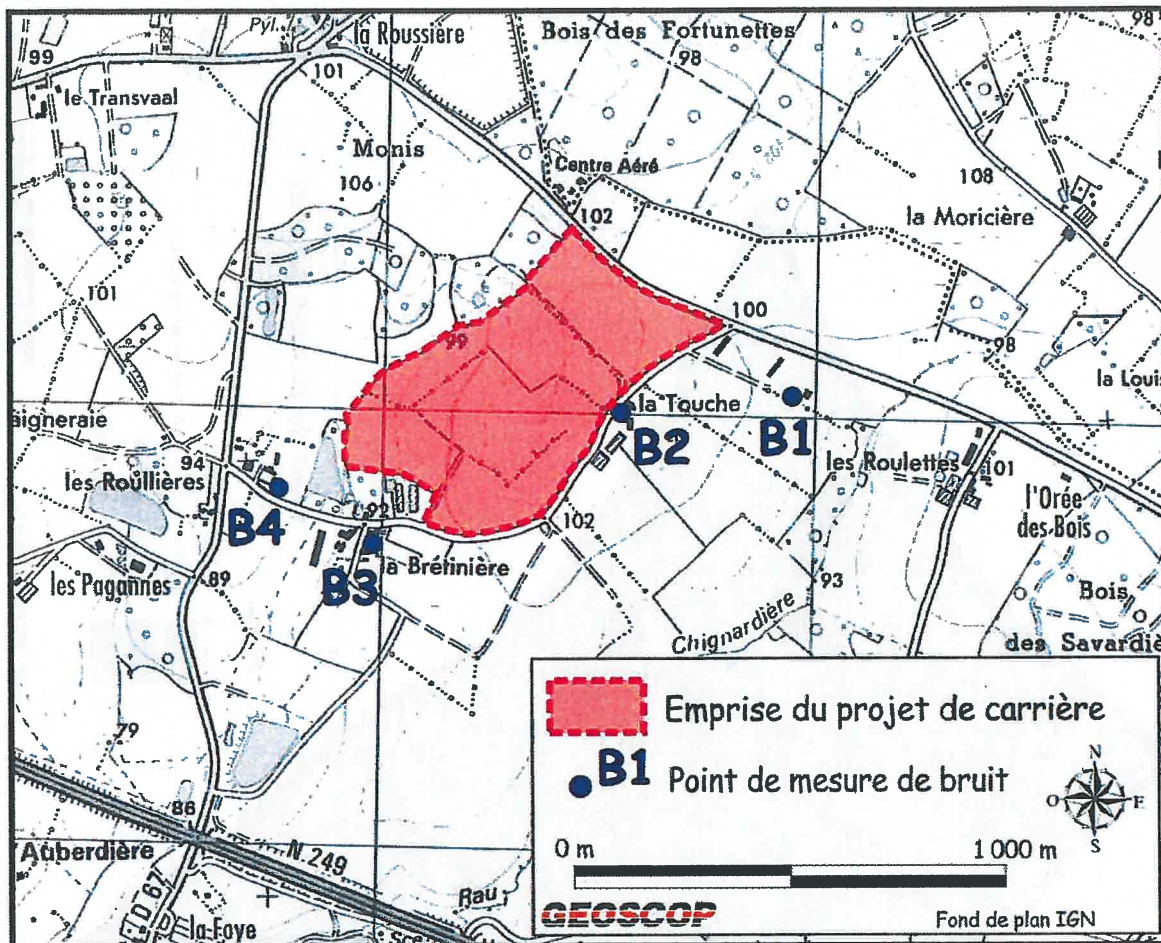 Pyl.
la Roussière
Bois des Fortunettes
98
98
99
101
le Transvaal
Monis
Centre Aéré
106
108
102
la Moricière
101
100
99
98
la Louis
aigneraie
la Touche
B2
B1
94
les Roullières
les Roulettes
101
B4
92
102
l'Orée
des-Bois
B3
la Brétinière
les Pagannes
89
93
Bois
Chignardière
des Savardiè
79
Emprise du projet de carrière
B1 Point de mesure de bruit
N
O
E
S
86
Auberdière
N.249
0 m
1 000 m
D 67
Rau
la Faye
GEOSCOP
Fond de plan IGN